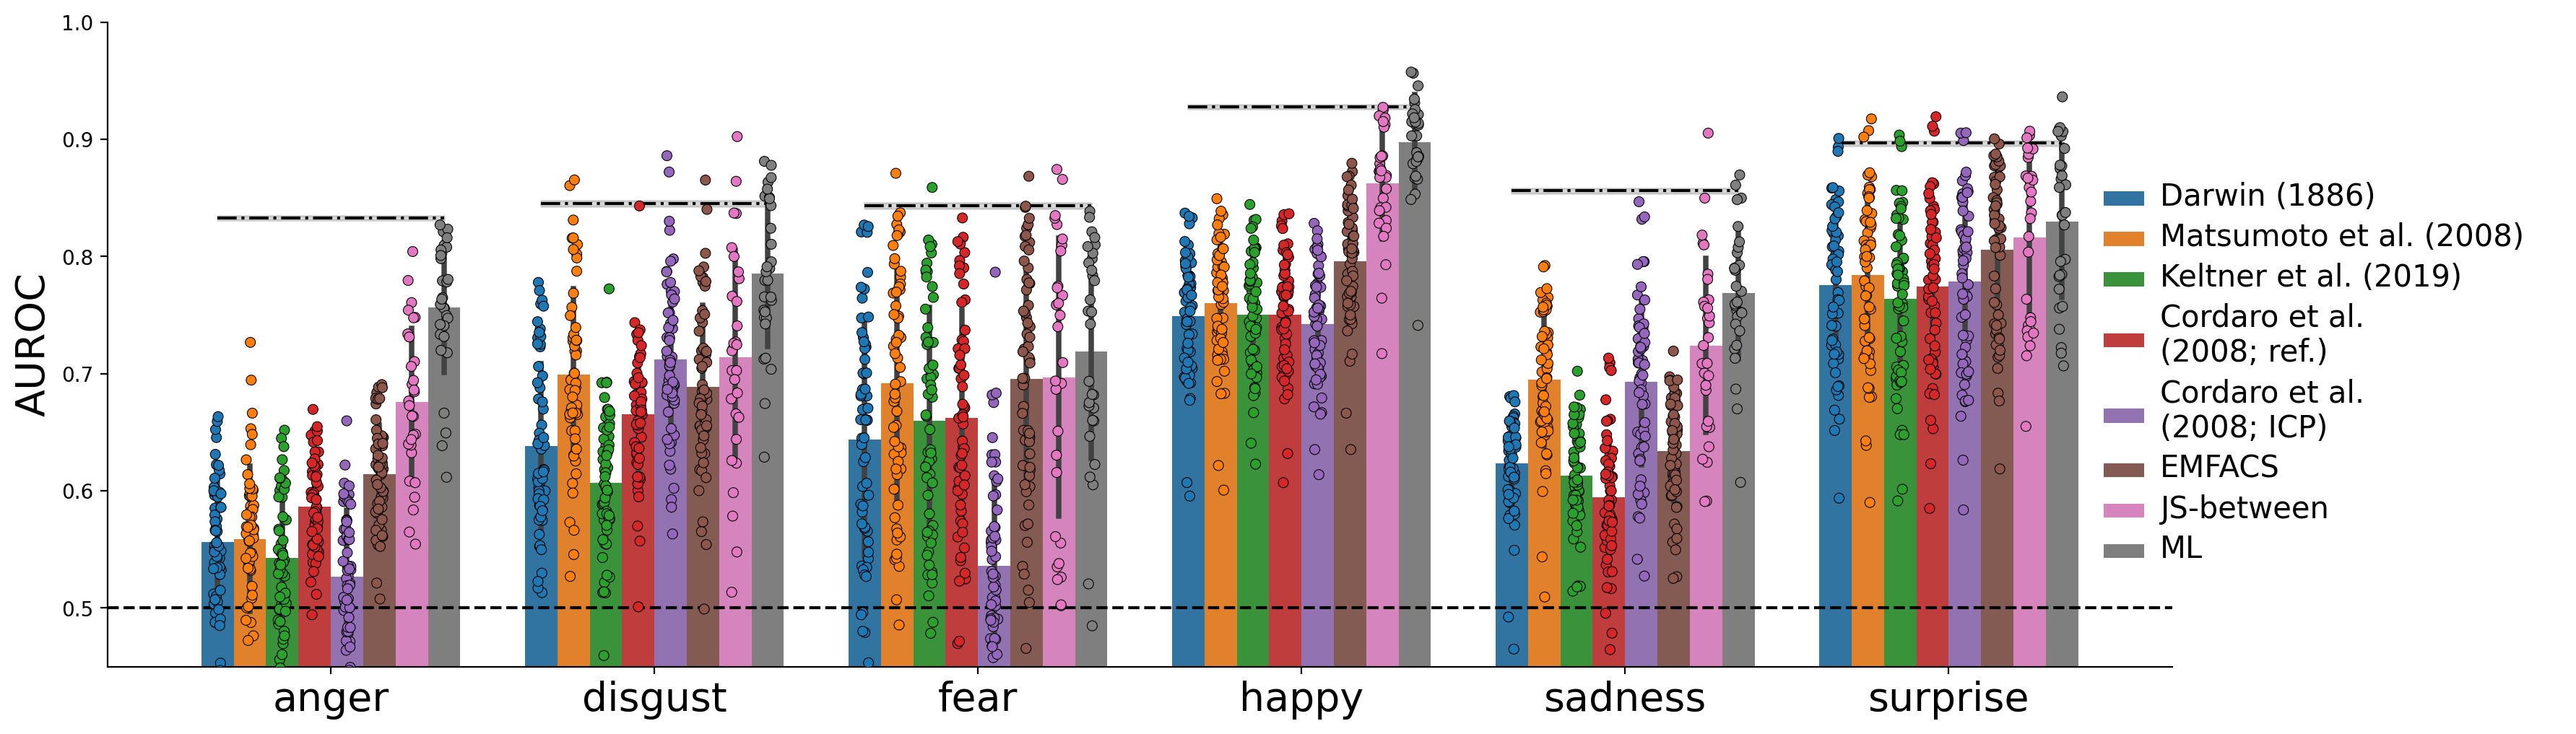 AUROC
1.0
0.9
0.8
0.7
0.6
0.5
anger
disgust
fear
happy
sadness
surprise
Darwin (1886)
Matsumoto et al. (2008)
Keltner et al. (2019)
Cordaro et al.
(2008; ref.)
Cordaro et al.
(2008; ICP)
EMFACS
JS-between
ML